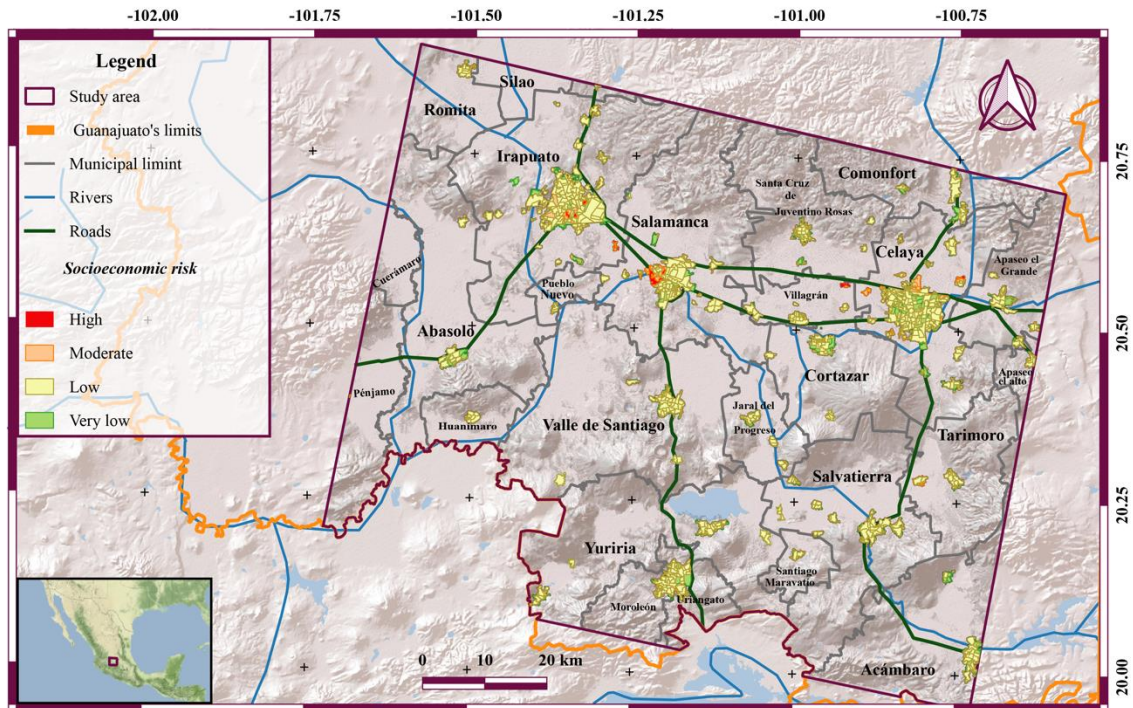 -102.00
-101.75
-101.50
-101.25
-101.00
-100.75
Legend
Study area
Guanajuato's limits
Municipal limint
Rivers
Roads
Socioeconomic risk
High
Moderate
Low
Very low
Silao
Romita
Irapuato
Salamanca
Santa Cruz
de
Juventino Rosas
Comonfort
Celaya
Apaseo el
Grande
Cuerámaro
Pueblo
Nuevo
Villagrán
Abasolo
Pénjamo
Huanímaro
Valle de Santiago
Jaral del
Progreso
Cortazar
Apaseo
el alto
Tarimoro
Salvatierra
Yuriria
Santiago
Maravatío
Moroleón
Uriangato
Acámbaro
0 10 20 km
20.75
20.50
20.25
20.00